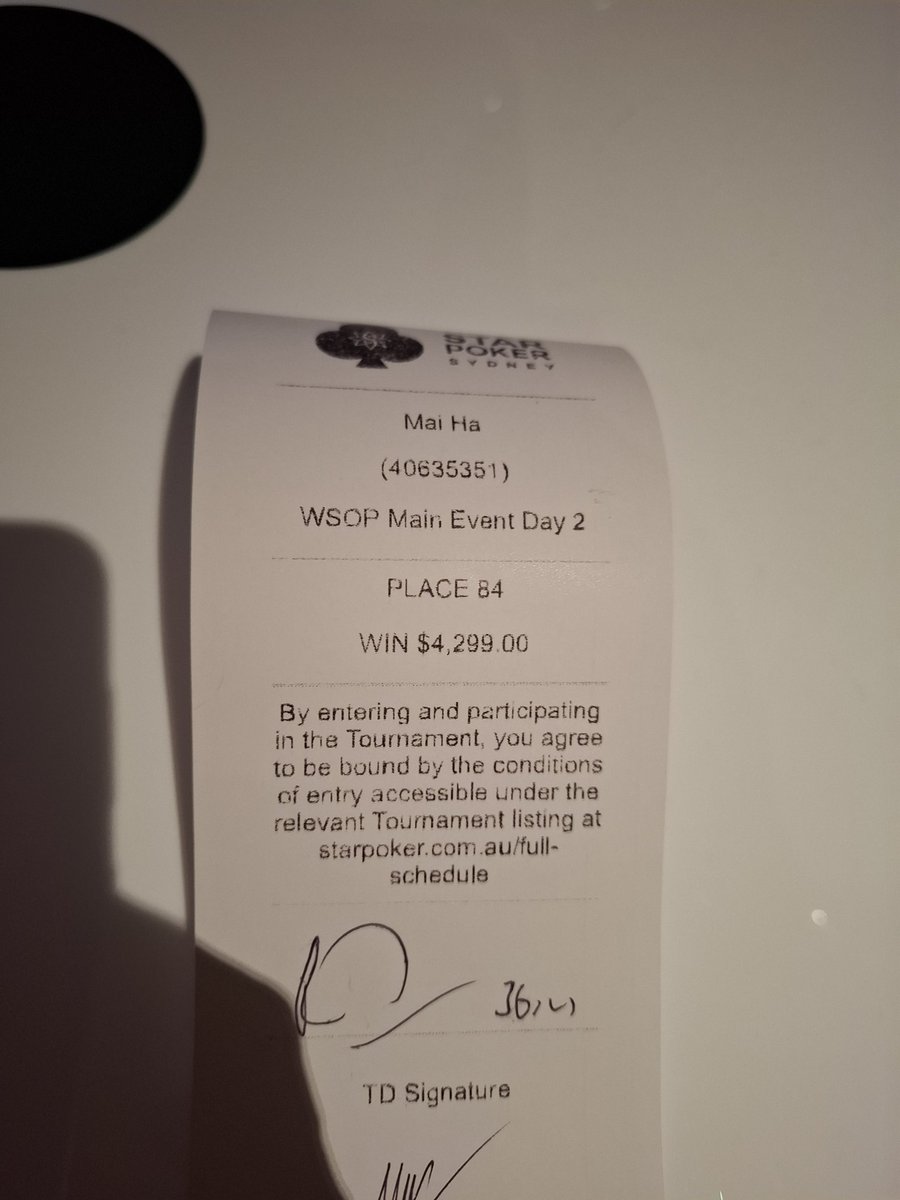 STAR
POKER
SYDNEY
Mai Ha
(40635351)
WSOP Main Event Day 2
PLACE 84
WIN $4,299.00
By entering and participating
in the Tournament, you agree
to be bound by the conditions
of entry accessible under the
relevant Tournament listing at
starpoker.com.au/full-
schedule
TD Signature